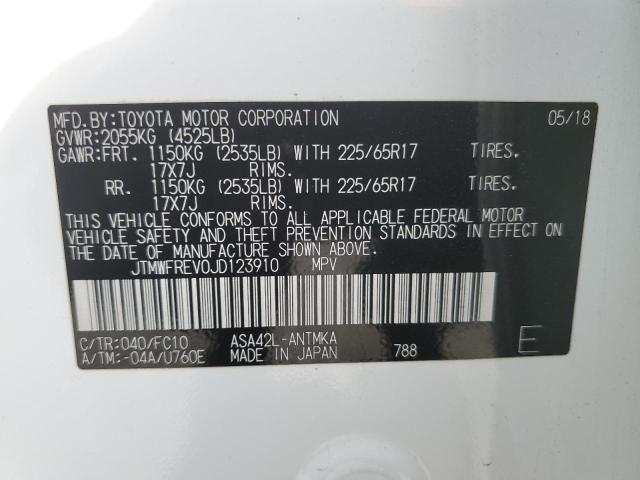 MFD.BY:TOYOTA MOTOR CORPORATION 05/18
GVWR:2055KG (4525LB)
GAWR:FRT. 1150KG (2535LB) WITH 225/65R17 TIRES.
17X7J RIMS.
RR. 1150KG (2535LB) WITH 225/65R17 TIRES.
17X7J RIMS.
THIS VEHICLE CONFORMS TO ALL APPLICABLE FEDERAL MOTOR
VEHICLE SAFETY AND THEFT PREVENTION STANDARDS IN EFFECT ON
THE DATE OF MANUFACTURE SHOWN ABOVE.
JTMWFREV0JD123910 MPV
C/TR:040/FC10 ASA42L-ANTMKA
A/TM:-04A/U760E MADE IN JAPAN 788 E